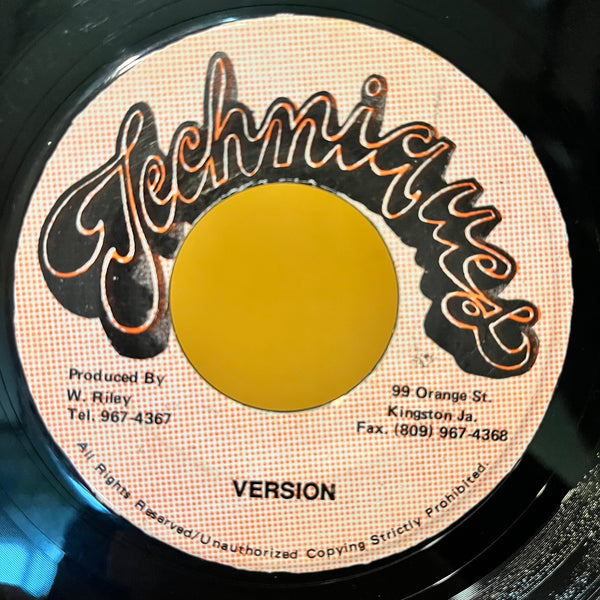 Techniques
Produced By
W. Riley
Tel. 967-4367
99 Orange St.
Kingston Ja.
Fax. (809) 967-4368
VERSION
All Rights Reserved/Unauthorized Copying Strictly Prohibited.